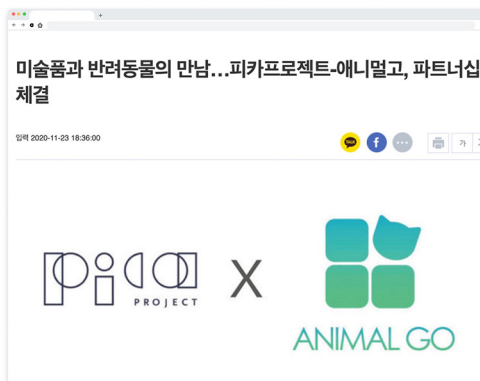 미술품과 반려동물의 만남...피카프로젝트-애니멀고, 파트너십
체결
입력 2020-11-23 18:36:00
TALK
f
가
pica
PROJECT
X
ANIMAL GO